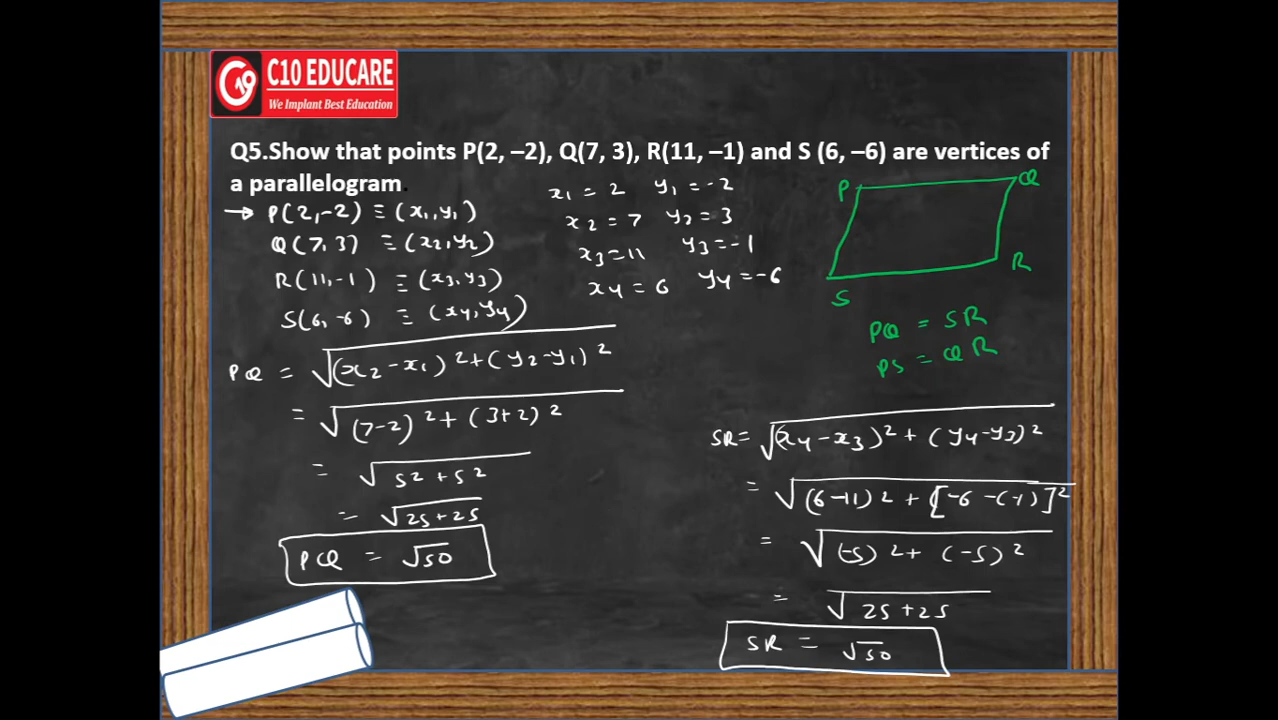 C10 EDUCARE
We Implant Best Education
Q5.Show that points P(2, –2), Q(7, 3), R(11, –1) and S (6, –6) are vertices of
a parallelogram.
→ P(2,-2) ≡ (x₁,y₁)
Q(7,3) ≡ (x₂,y₂)
R(11,-1) ≡ (x₃,y₃)
S(6,-6) ≡ (x₄,y₄)
x₁ = 2 y₁ = -2
x₂ = 7 y₂ = 3
x₃ = 11 y₃ = -1
x₄ = 6 y₄ = -6
P Q
S R
PQ = SR
PS = QR
PQ = √(x₂-x₁)²+(y₂-y₁)²
= √(7-2)²+(3+2)²
= √5²+5²
= √25+25
PQ = √50
SR = √(x₄-x₃)²+(y₄-y₃)²
= √(6-11)²+[-6-(-1)]²
= √(-5)²+(-5)²
= √25+25
SR = √50